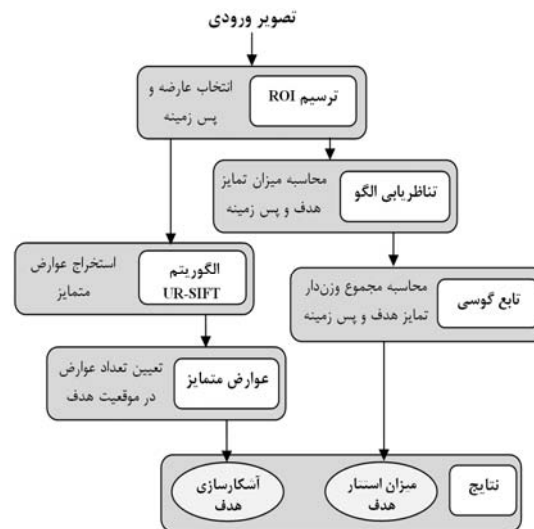 تصویر ورودی
ترسیم ROI
انتخاب عارضه و
پس زمینه
تناظریابی الگو
محاسبه میزان تمایز
هدف و پس زمینه
الگوریتم
UR-SIFT
استخراج عوارض
متمایز
تابع گوسی
محاسبه مجموع وزن‌دار
تمایز هدف و پس زمینه
عوارض متمایز
تعیین تعداد عوارض
در موقعیت هدف
نتایج
میزان استتار
هدف
آشکارسازی
هدف